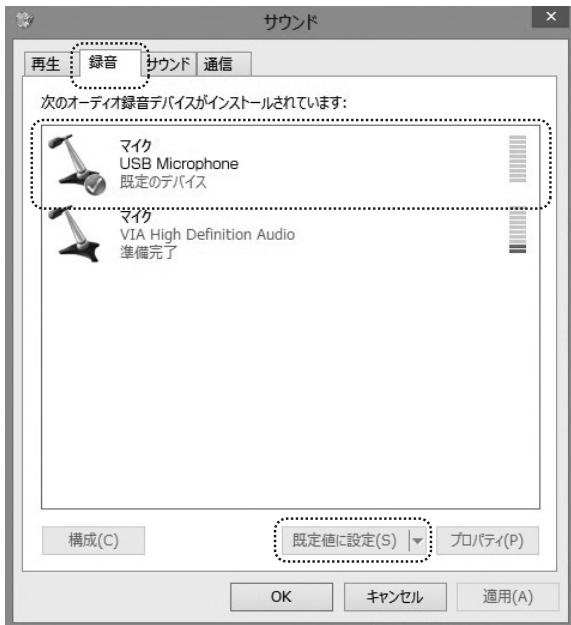 サウンド
×
再生 録音 サウンド 通信
次のオーディオ録音デバイスがインストールされています:
マイク
USB Microphone
既定のデバイス
マイク
VIA High Definition Audio
準備完了
構成(C) 既定値に設定(S) プロパティ(P)
OK キャンセル 適用(A)